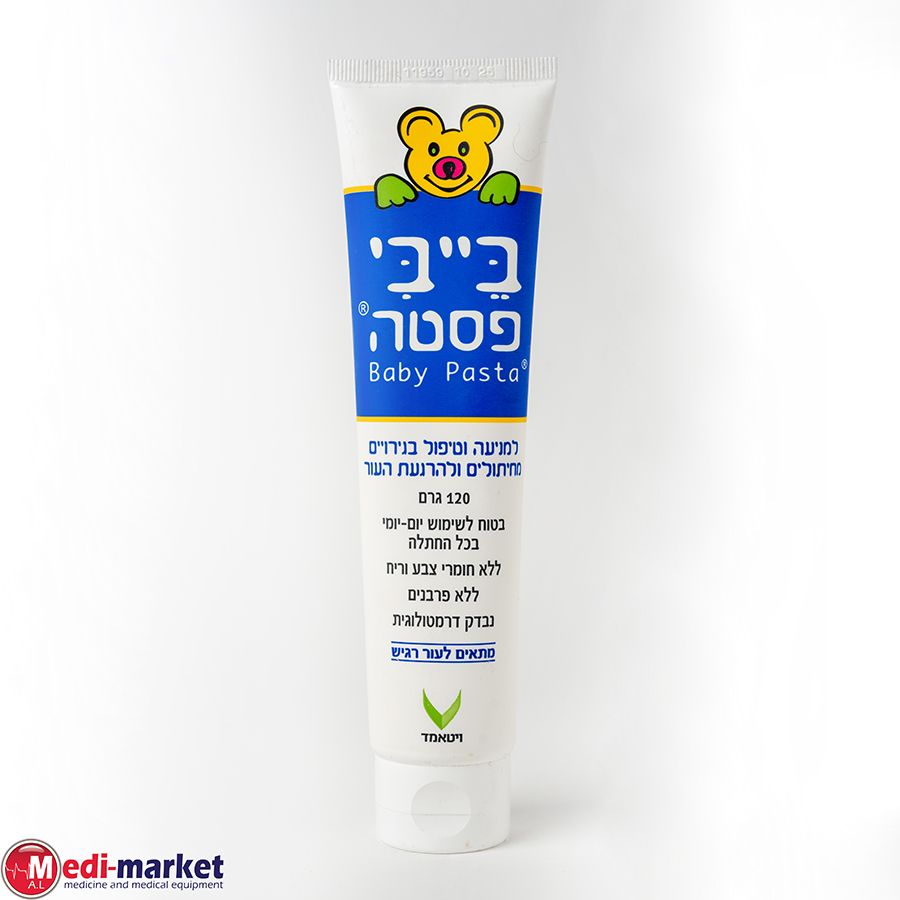 11359 10 25
בֵּייבִּי
פסטה®
Baby Pasta®
למניעה וטיפול בגירויים
מחיתולים ולהרגעת העור
120 גרם
בטוח לשימוש יום-יומי
בכל החתלה
ללא חומרי צבע וריח
ללא פרבנים
נבדק דרמטולוגית
מתאים לעור רגיש
ויטאמד
M
A.L
Medi-market
medicine and medical equipment